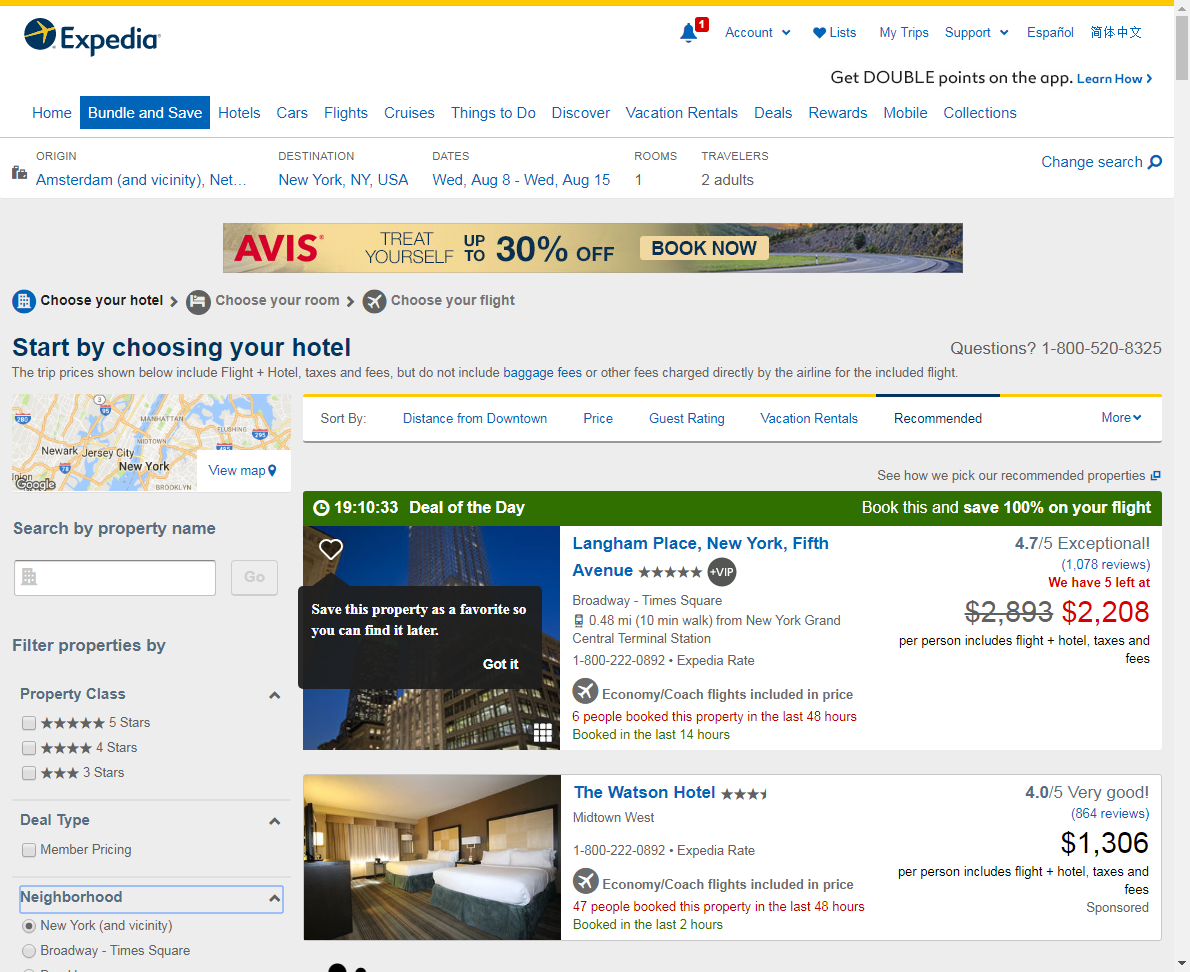 Expedia
1
Account
Lists
My Trips
Support
Español
简体中文
Get DOUBLE points on the app. Learn How
Home
Bundle and Save
Hotels
Cars
Flights
Cruises
Things to Do
Discover
Vacation Rentals
Deals
Rewards
Mobile
Collections
ORIGIN
Amsterdam (and vicinity), Net...
DESTINATION
New York, NY, USA
DATES
Wed, Aug 8 - Wed, Aug 15
ROOMS
1
TRAVELERS
2 adults
Change search
AVIS®
TREAT
YOURSELF
UP
TO
30% OFF
BOOK NOW
Choose your hotel
Choose your room
Choose your flight
Start by choosing your hotel
Questions? 1-800-520-8325
The trip prices shown below include Flight + Hotel, taxes and fees, but do not include baggage fees or other fees charged directly by the airline for the included flight.
3
280
95
MANHATTAN
FLUSHING
295
MIDTOWN
495
Newark
Jersey City
78
New York
Union
Google
BROOKLYN
View map
Sort By:
Distance from Downtown
Price
Guest Rating
Vacation Rentals
Recommended
More
See how we pick our recommended properties
Search by property name
Go
Filter properties by
Property Class
5 Stars
4 Stars
3 Stars
Deal Type
Member Pricing
Neighborhood
New York (and vicinity)
Broadway - Times Square
19:10:33 Deal of the Day
Book this and save 100% on your flight
Save this property as a favorite so
you can find it later.
Got it
Langham Place, New York, Fifth
Avenue
+VIP
Broadway - Times Square
0.48 mi (10 min walk) from New York Grand
Central Terminal Station
1-800-222-0892 • Expedia Rate
Economy/Coach flights included in price
6 people booked this property in the last 48 hours
Booked in the last 14 hours
4.7/5 Exceptional!
(1,078 reviews)
We have 5 left at
$2,893 $2,208
per person includes flight + hotel, taxes and
fees
The Watson Hotel
Midtown West
1-800-222-0892 • Expedia Rate
Economy/Coach flights included in price
47 people booked this property in the last 48 hours
Booked in the last 2 hours
4.0/5 Very good!
(864 reviews)
$1,306
per person includes flight + hotel, taxes and
fees
Sponsored